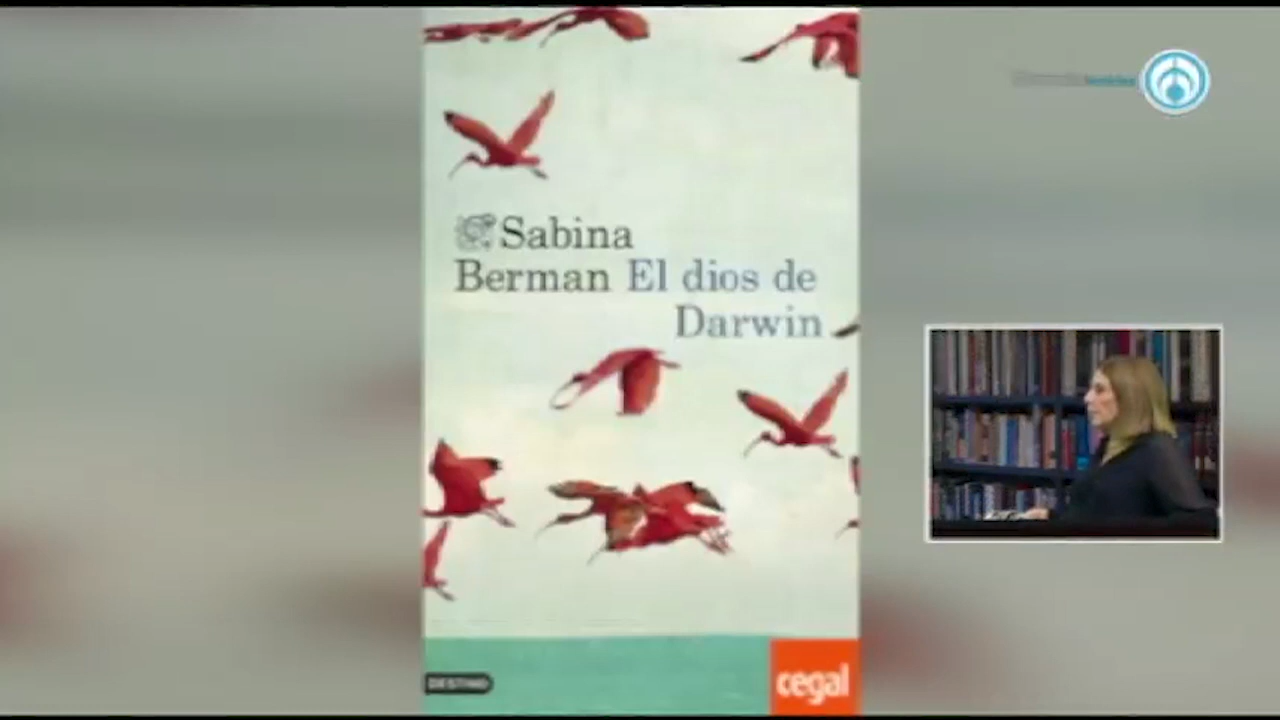 Sabina
Berman El dios de
Darwin
DESTINO
cegal